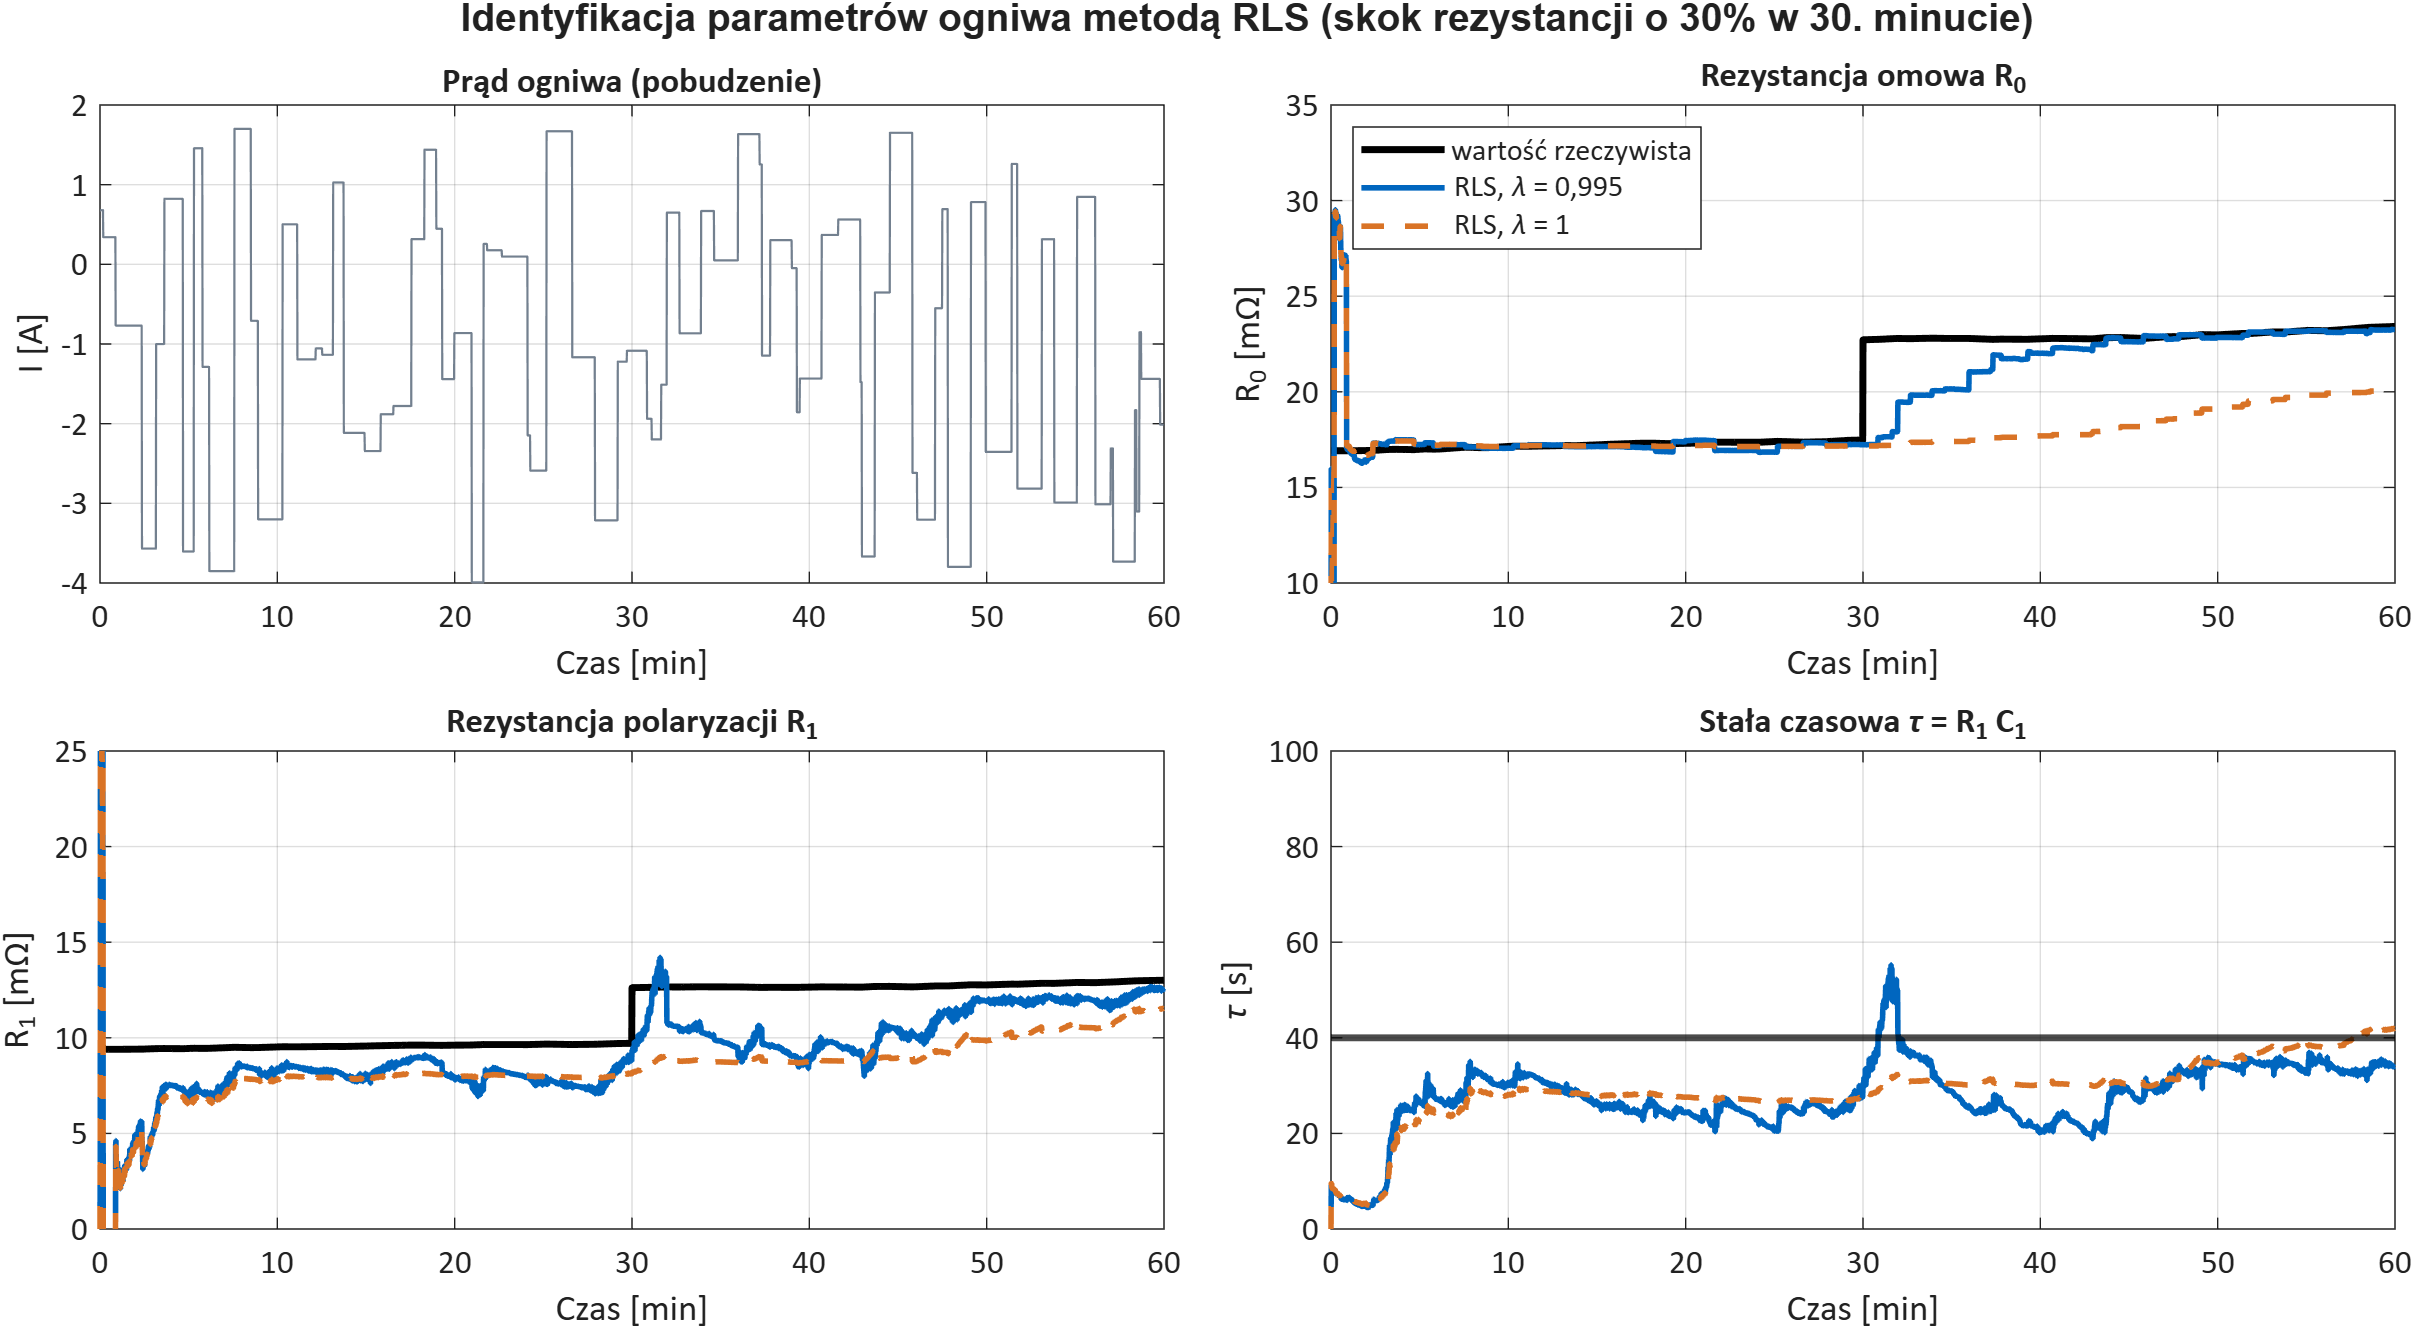 Identyfikacja parametrów ogniwa metodą RLS (skok rezystancji o 30% w 30. minucie)
Prąd ogniwa (pobudzenie)
I [A]
2
1
0
-1
-2
-3
-4
0 10 20 30 40 50 60
Czas [min]
Rezystancja omowa R₀
wartość rzeczywista
RLS, λ = 0,995
RLS, λ = 1
R₀ [mΩ]
35
30
25
20
15
10
0 10 20 30 40 50 60
Czas [min]
Rezystancja polaryzacji R₁
R₁ [mΩ]
25
20
15
10
5
0
0 10 20 30 40 50 60
Czas [min]
Stała czasowa τ = R₁ C₁
τ [s]
100
80
60
40
20
0
0 10 20 30 40 50 60
Czas [min]